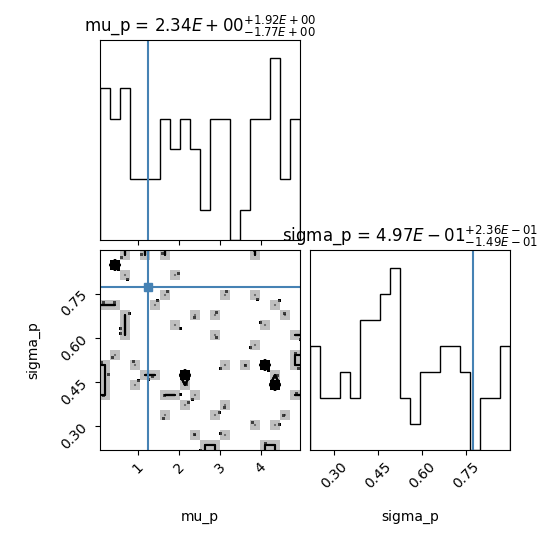 mu_p = 2.34E + 00 +1.92E + 00 −1.77E + 00
sigma_p = 4.97E − 01 +2.36E − 01 −1.49E − 01
sigma_p
0.75
0.60
0.45
0.30
1 2 3 4
mu_p
0.30 0.45 0.60 0.75
sigma_p